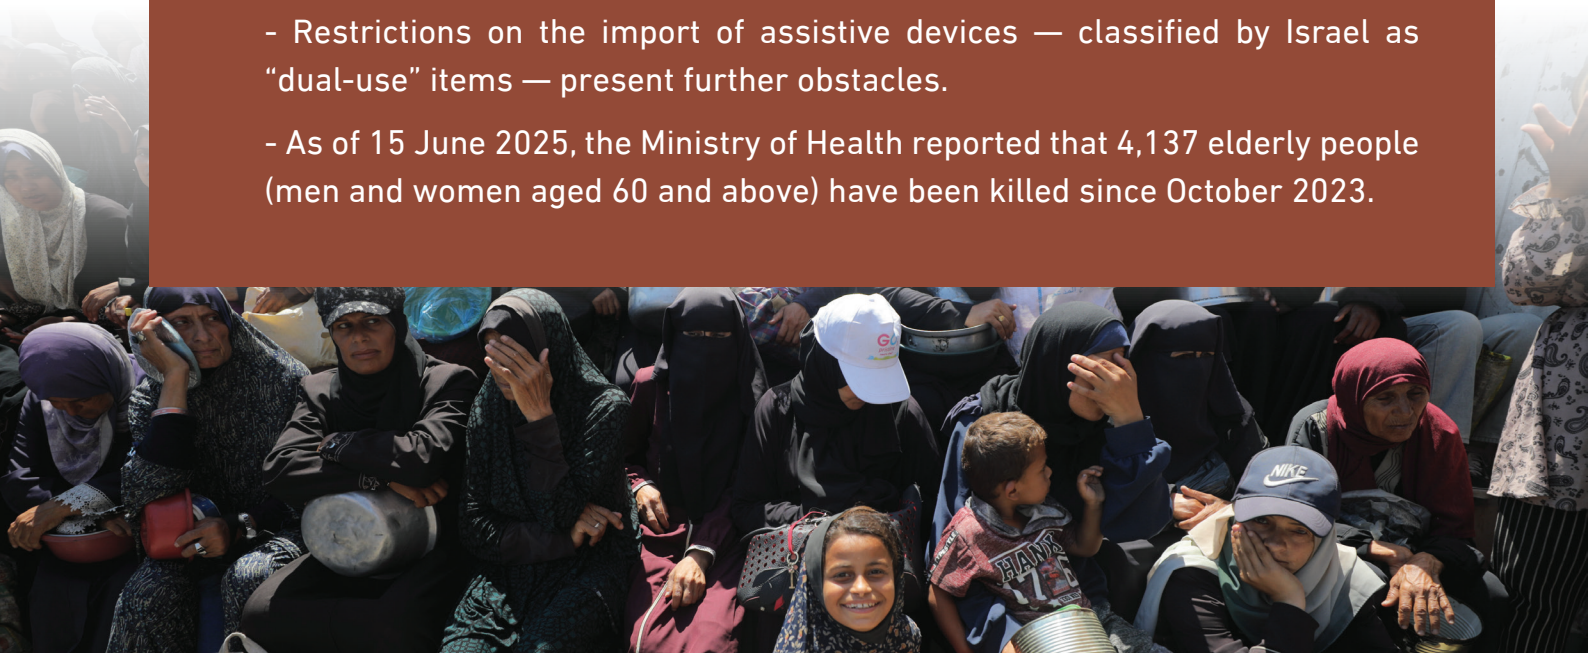 - Restrictions on the import of assistive devices — classified by Israel as
“dual-use” items — present further obstacles.
- As of 15 June 2025, the Ministry of Health reported that 4,137 elderly people
(men and women aged 60 and above) have been killed since October 2023.
NIKE